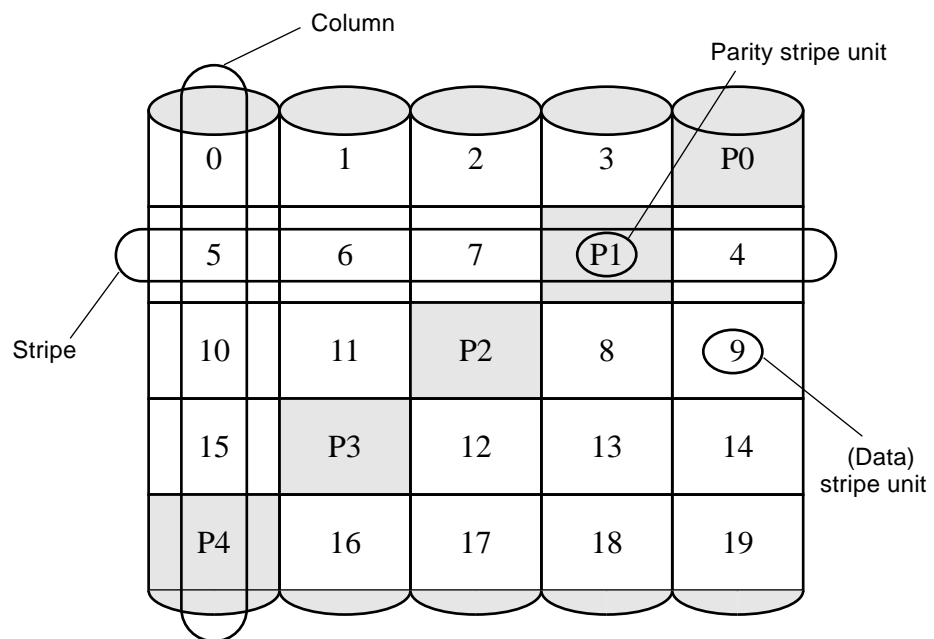 Column
Parity stripe unit
0 1 2 3 P0
5 6 7 P1 4
Stripe
10 11 P2 8 9
15 P3 12 13 14
(Data)
stripe unit
P4 16 17 18 19